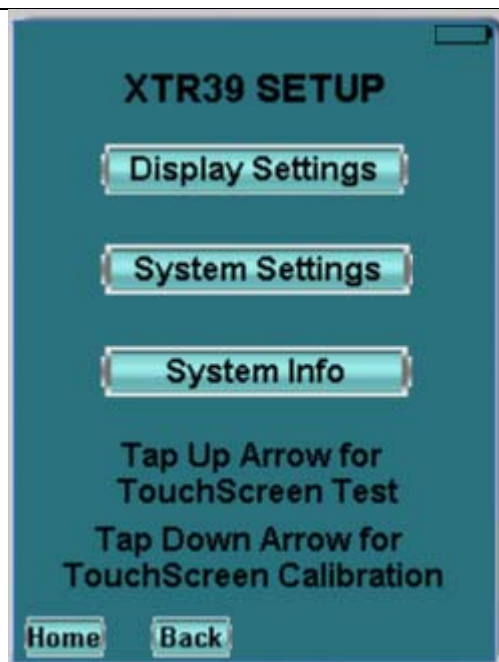 XTR39 SETUP
Display Settings
System Settings
System Info
Tap Up Arrow for
TouchScreen Test
Tap Down Arrow for
TouchScreen Calibration
Home Back